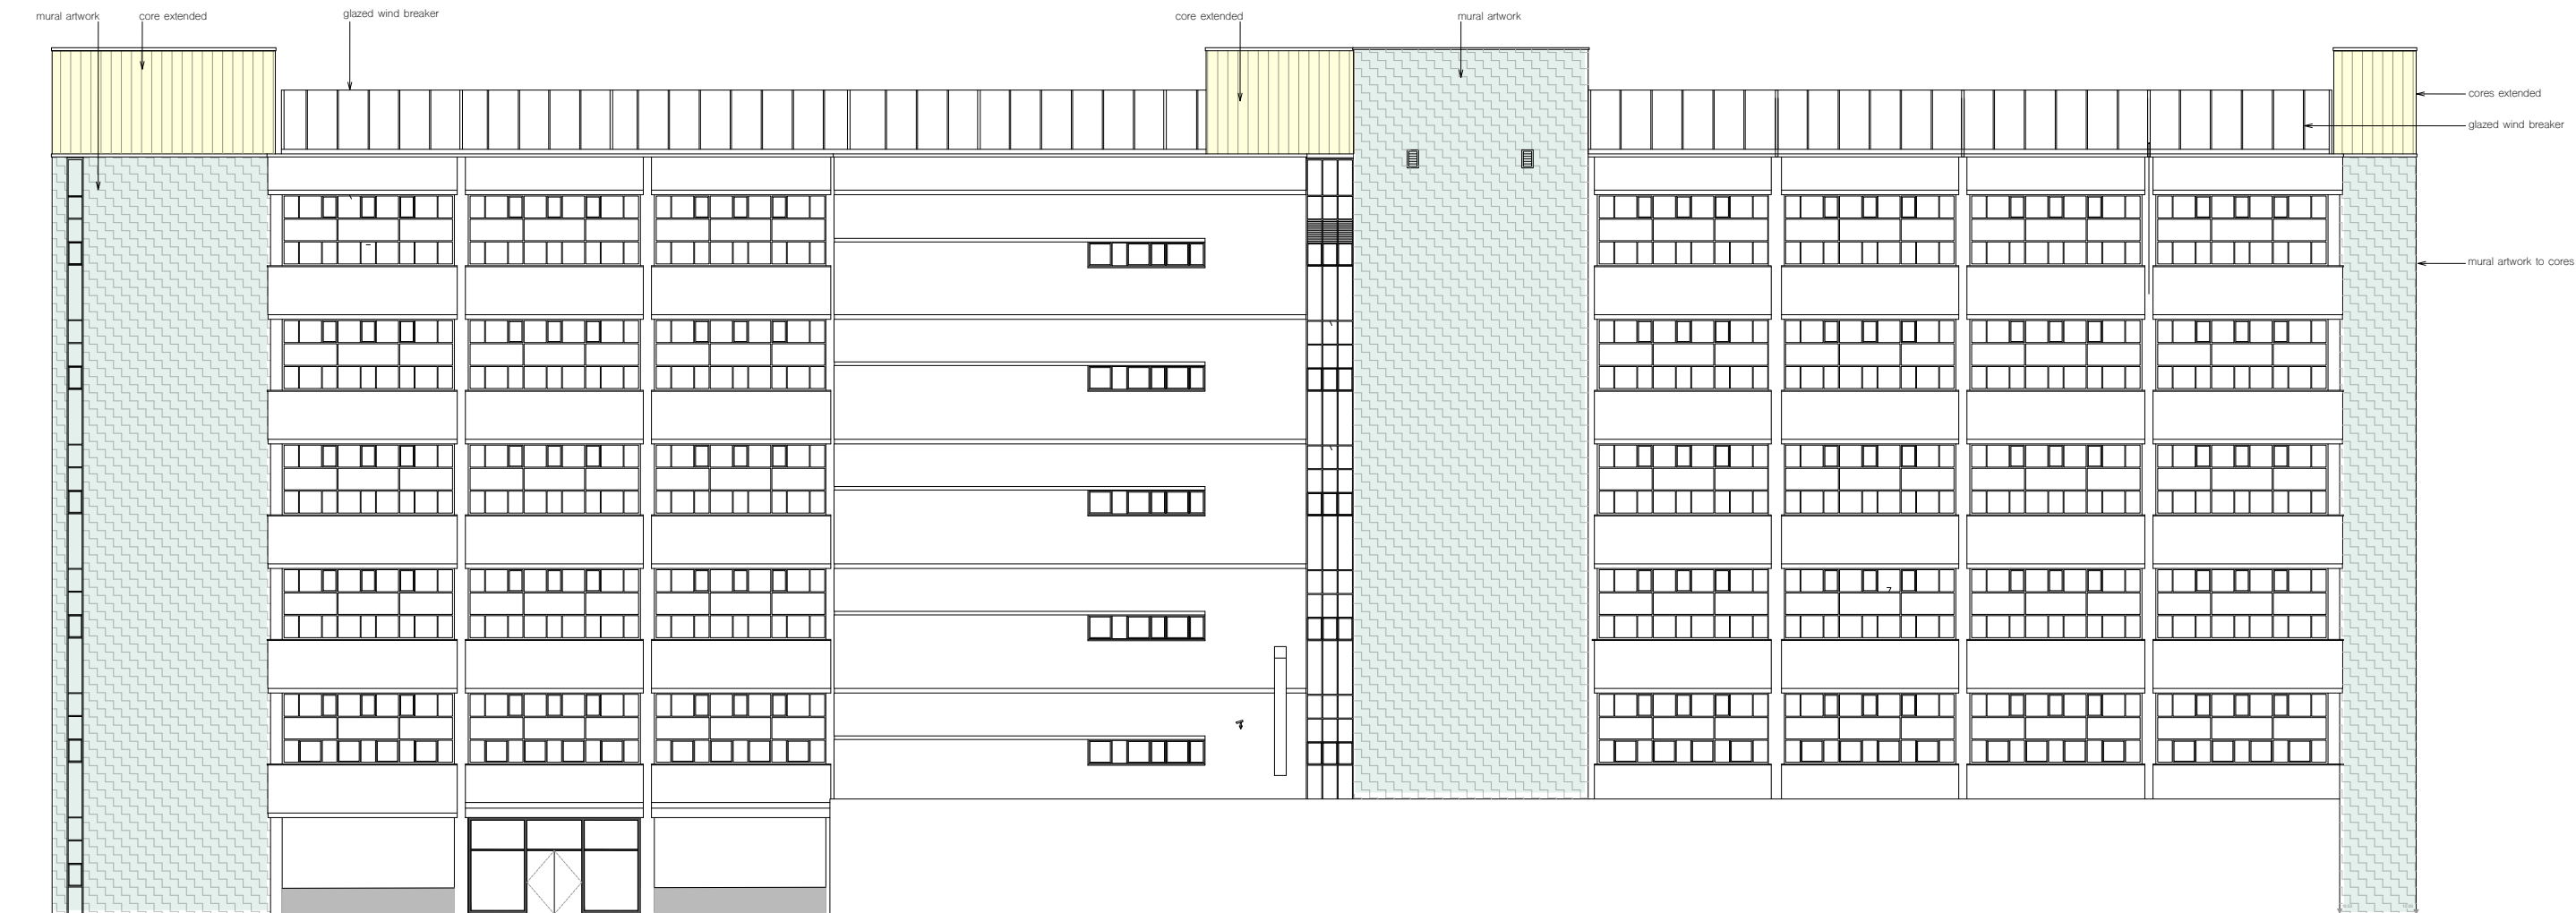 mural artwork
core extended
glazed wind breaker
core extended
mural artwork
cores extended
glazed wind breaker
mural artwork to cores